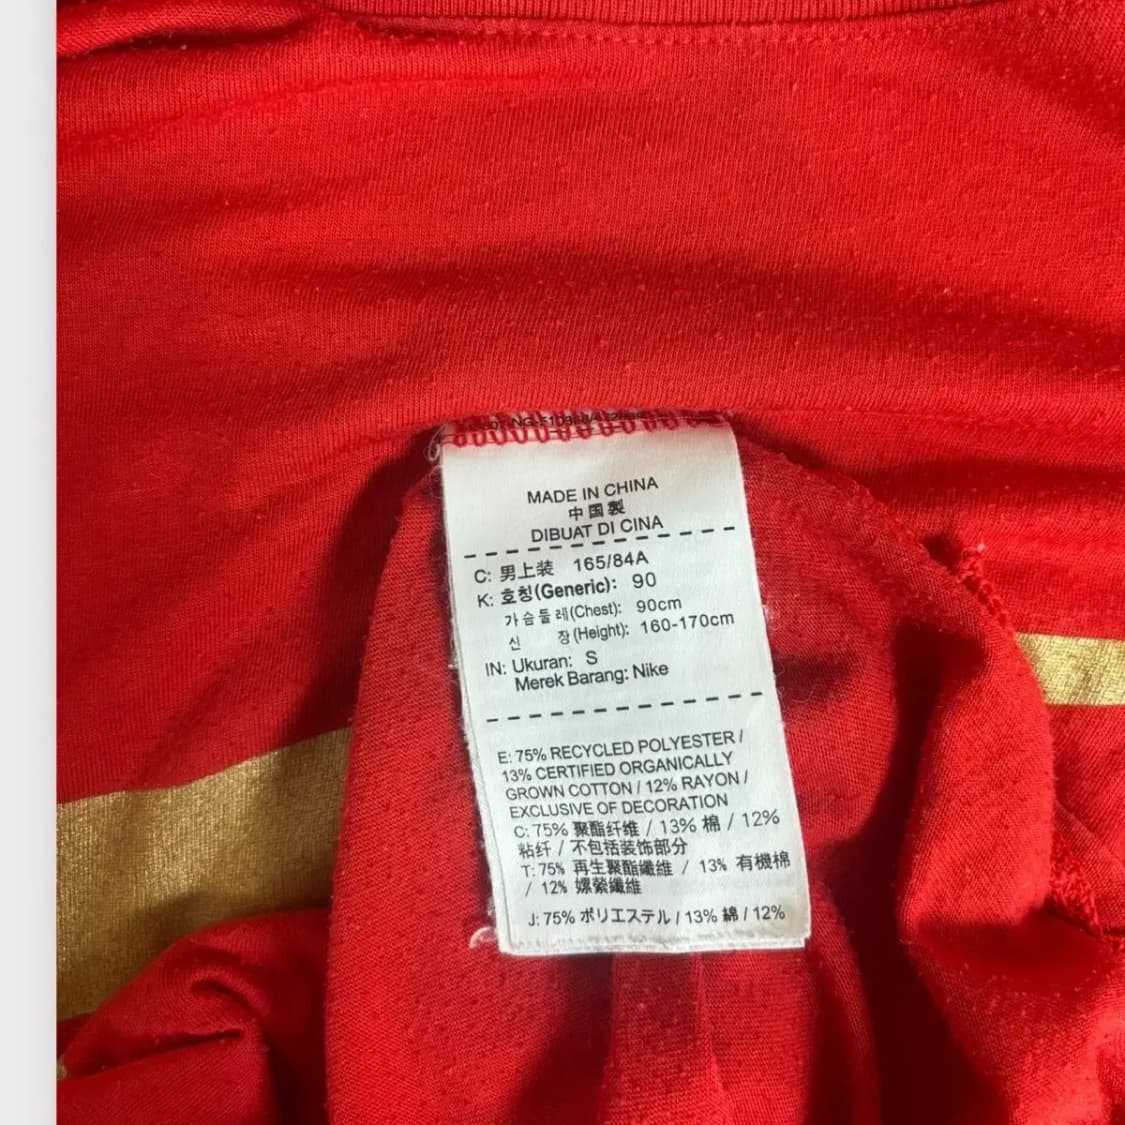 MADE IN CHINA
中国製
DIBUAT DI CINA
C: 男上装 165/84A
K: 호칭(Generic): 90
가슴둘레(Chest): 90cm
신 장(Height): 160-170cm
IN: Ukuran: S
Merek Barang: Nike
E: 75% RECYCLED POLYESTER /
13% CERTIFIED ORGANICALLY
GROWN COTTON / 12% RAYON /
EXCLUSIVE OF DECORATION
C: 75% 聚酯纤维 / 13% 棉 / 12%
粘纤 / 不包括装饰部分
T: 75% 再生聚酯纖維 / 13% 有機棉
/ 12% 嫘縈纖維
J: 75% ポリエステル / 13% 綿 / 12%